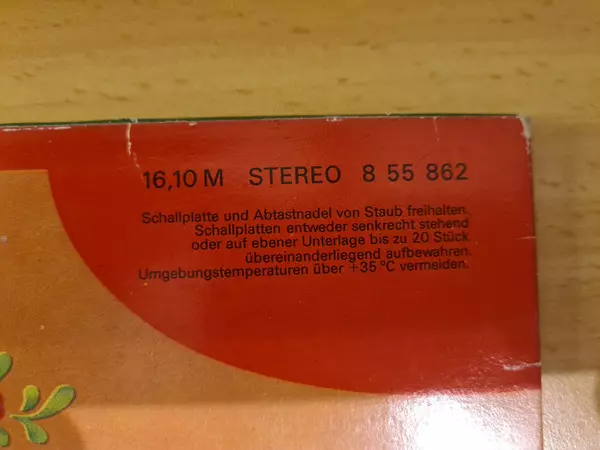 16,10 M STEREO 8 55 862
Schallplatte und Abtastnadel von Staub freihalten.
Schallplatten entweder senkrecht stehend
oder auf ebener Unterlage bis zu 20 Stück
übereinanderliegend aufbewahren.
Umgebungstemperaturen über +35 °C vermeiden.